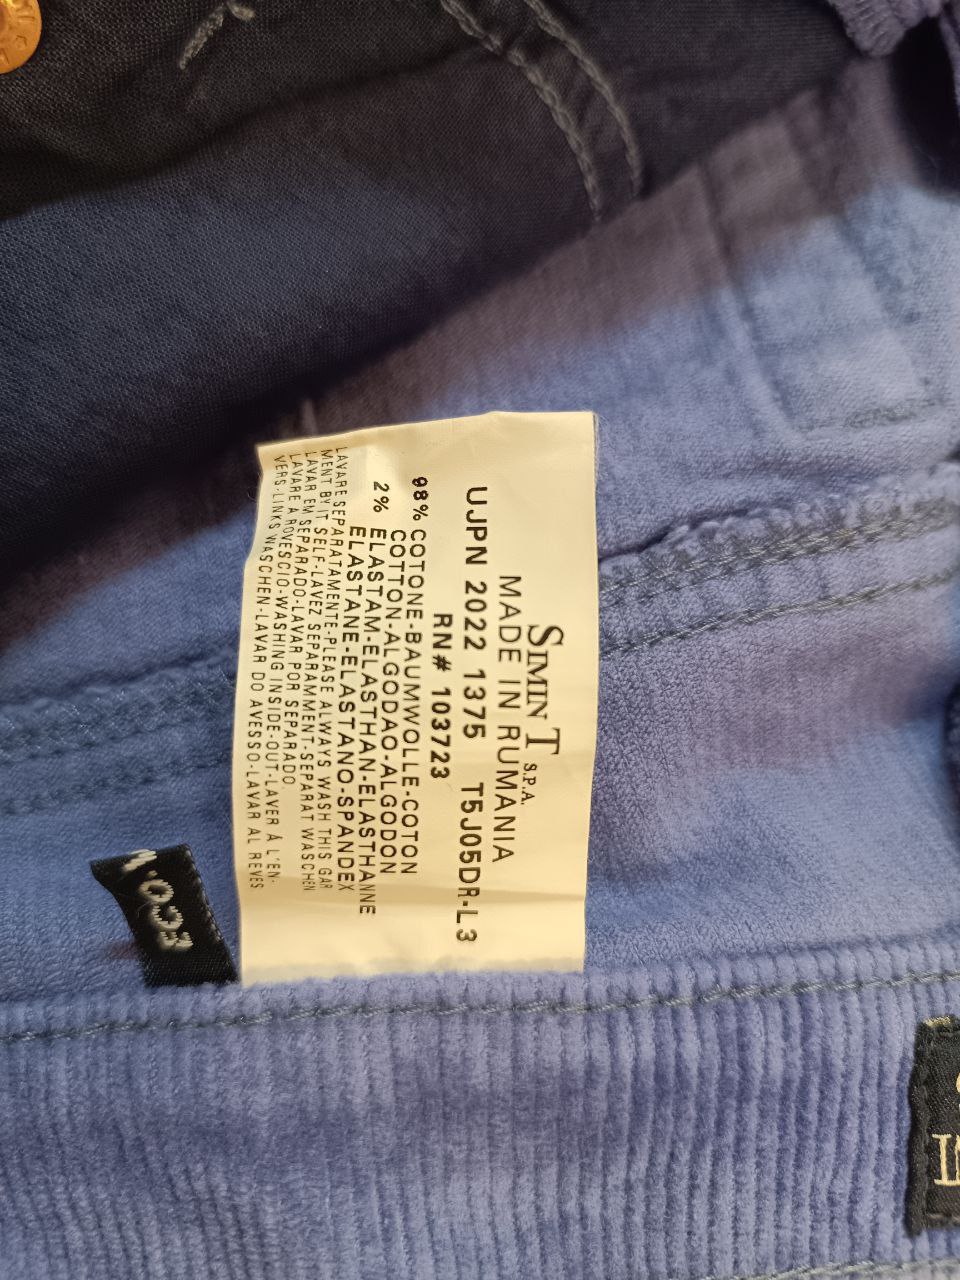 SIMIN T S.P.A.
MADE IN RUMANIA
UJPN 2022 1375 T5J05DR-L3
RN# 103723
98% COTONE-BAUMWOLLE-COTON
COTTON-ALGODAO-ALGODON
2% ELASTAM-ELASTHAN-ELASTHANNE
ELASTANE-ELASTANO-SPANDEX
LAVARE SEPARATAMENTE-PLEASE ALWAYS WASH THIS GAR
MENT BY IT SELF-LAVEZ SEPARAMMENT-SEPARAT WASCHEN
LAVAR EM SEPARADO-LAVAR POR SEPARADO.
LAVARE A ROVESCIO-WASHING INSIDE-OUT-LAVER À L'EN-
VERS-LINKS WASCHEN-LAVAR DO AVESSO-LAVAR AL REVES